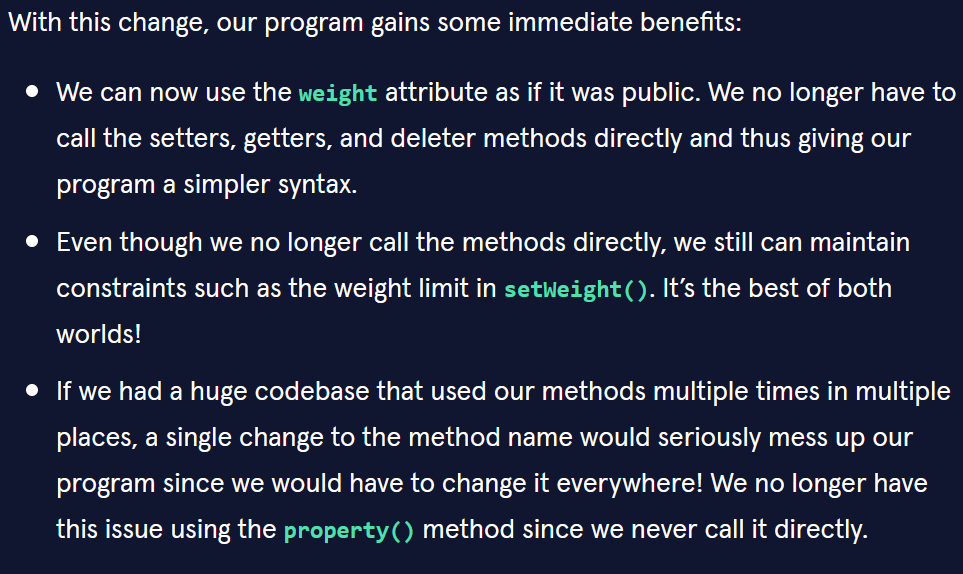 With this change, our program gains some immediate benefits:
We can now use the weight attribute as if it was public. We no longer have to
call the setters, getters, and deleter methods directly and thus giving our
program a simpler syntax.
Even though we no longer call the methods directly, we still can maintain
constraints such as the weight limit in setWeight(). It’s the best of both
worlds!
If we had a huge codebase that used our methods multiple times in multiple
places, a single change to the method name would seriously mess up our
program since we would have to change it everywhere! We no longer have
this issue using the property() method since we never call it directly.